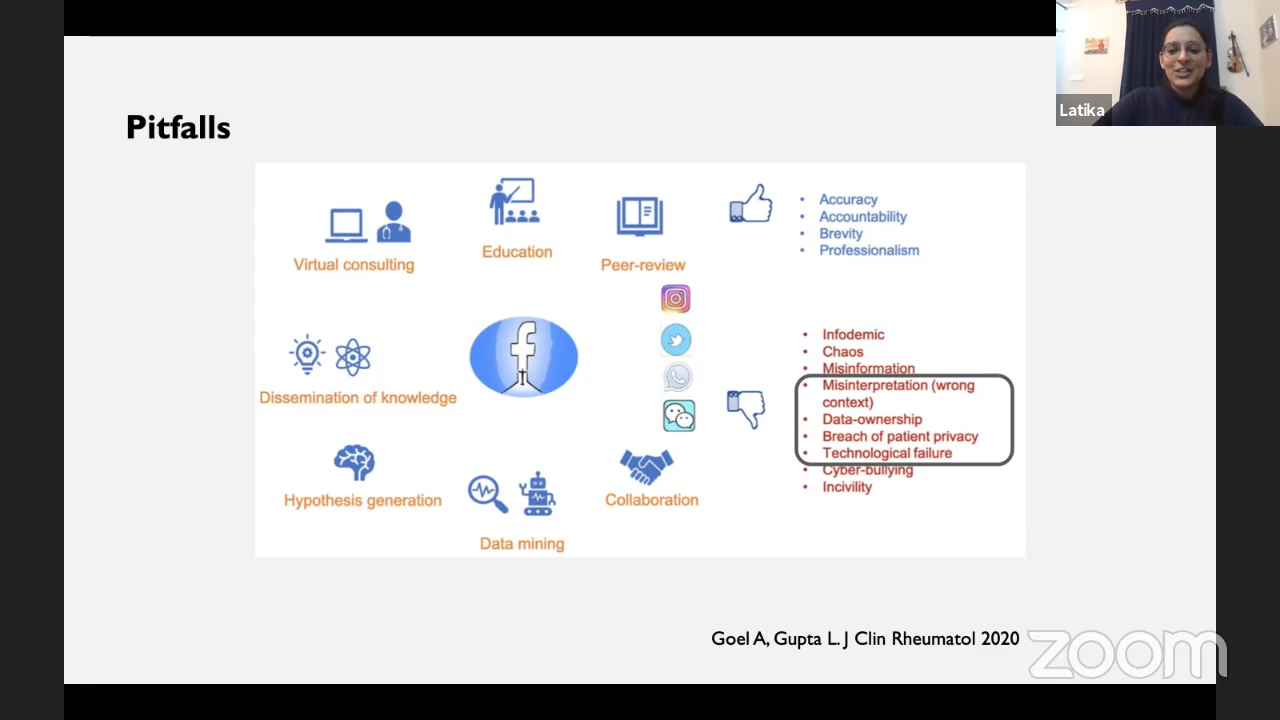 Latika
Pitfalls
Virtual consulting
Education
Peer-review
Accuracy
Accountability
Brevity
Professionalism
Dissemination of knowledge
f
Infodemic
Chaos
Misinformation
Misinterpretation (wrong
context)
Data-ownership
Breach of patient privacy
Technological failure
Cyber-bullying
Incivility
Hypothesis generation
Data mining
Collaboration
Goel A, Gupta L. J Clin Rheumatol 2020
zoom